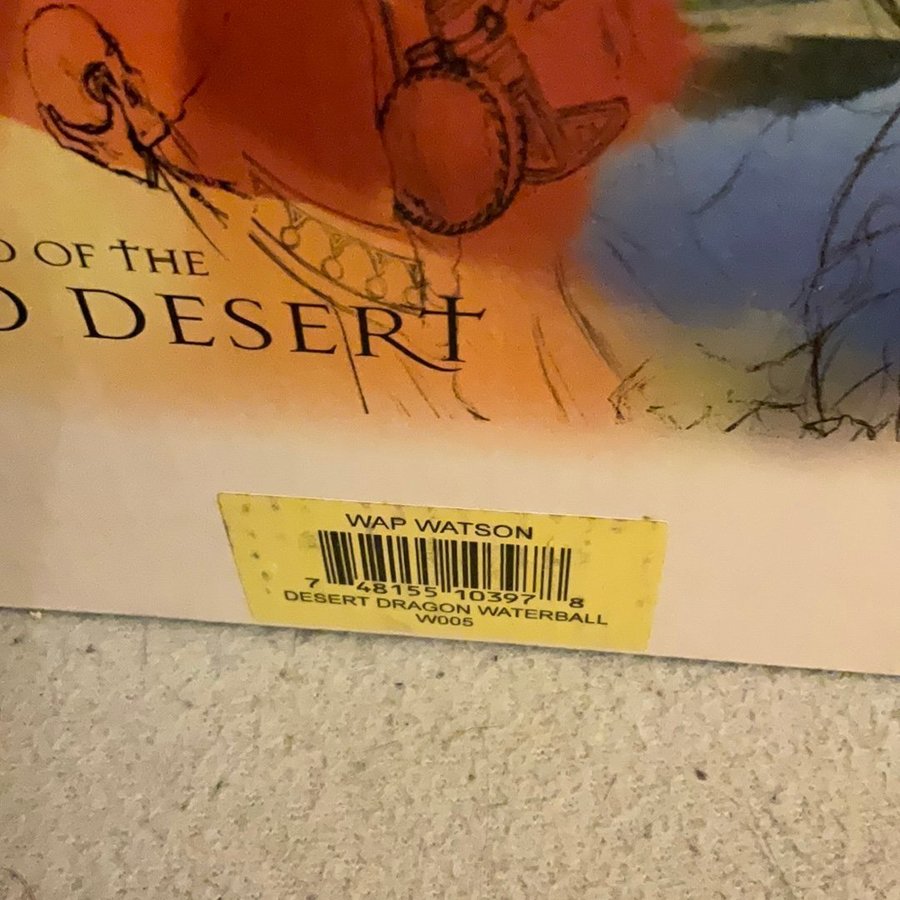 OF THE
DESERT
WAP WATSON
7 48155 10397 8
DESERT DRAGON WATERBALL
W005